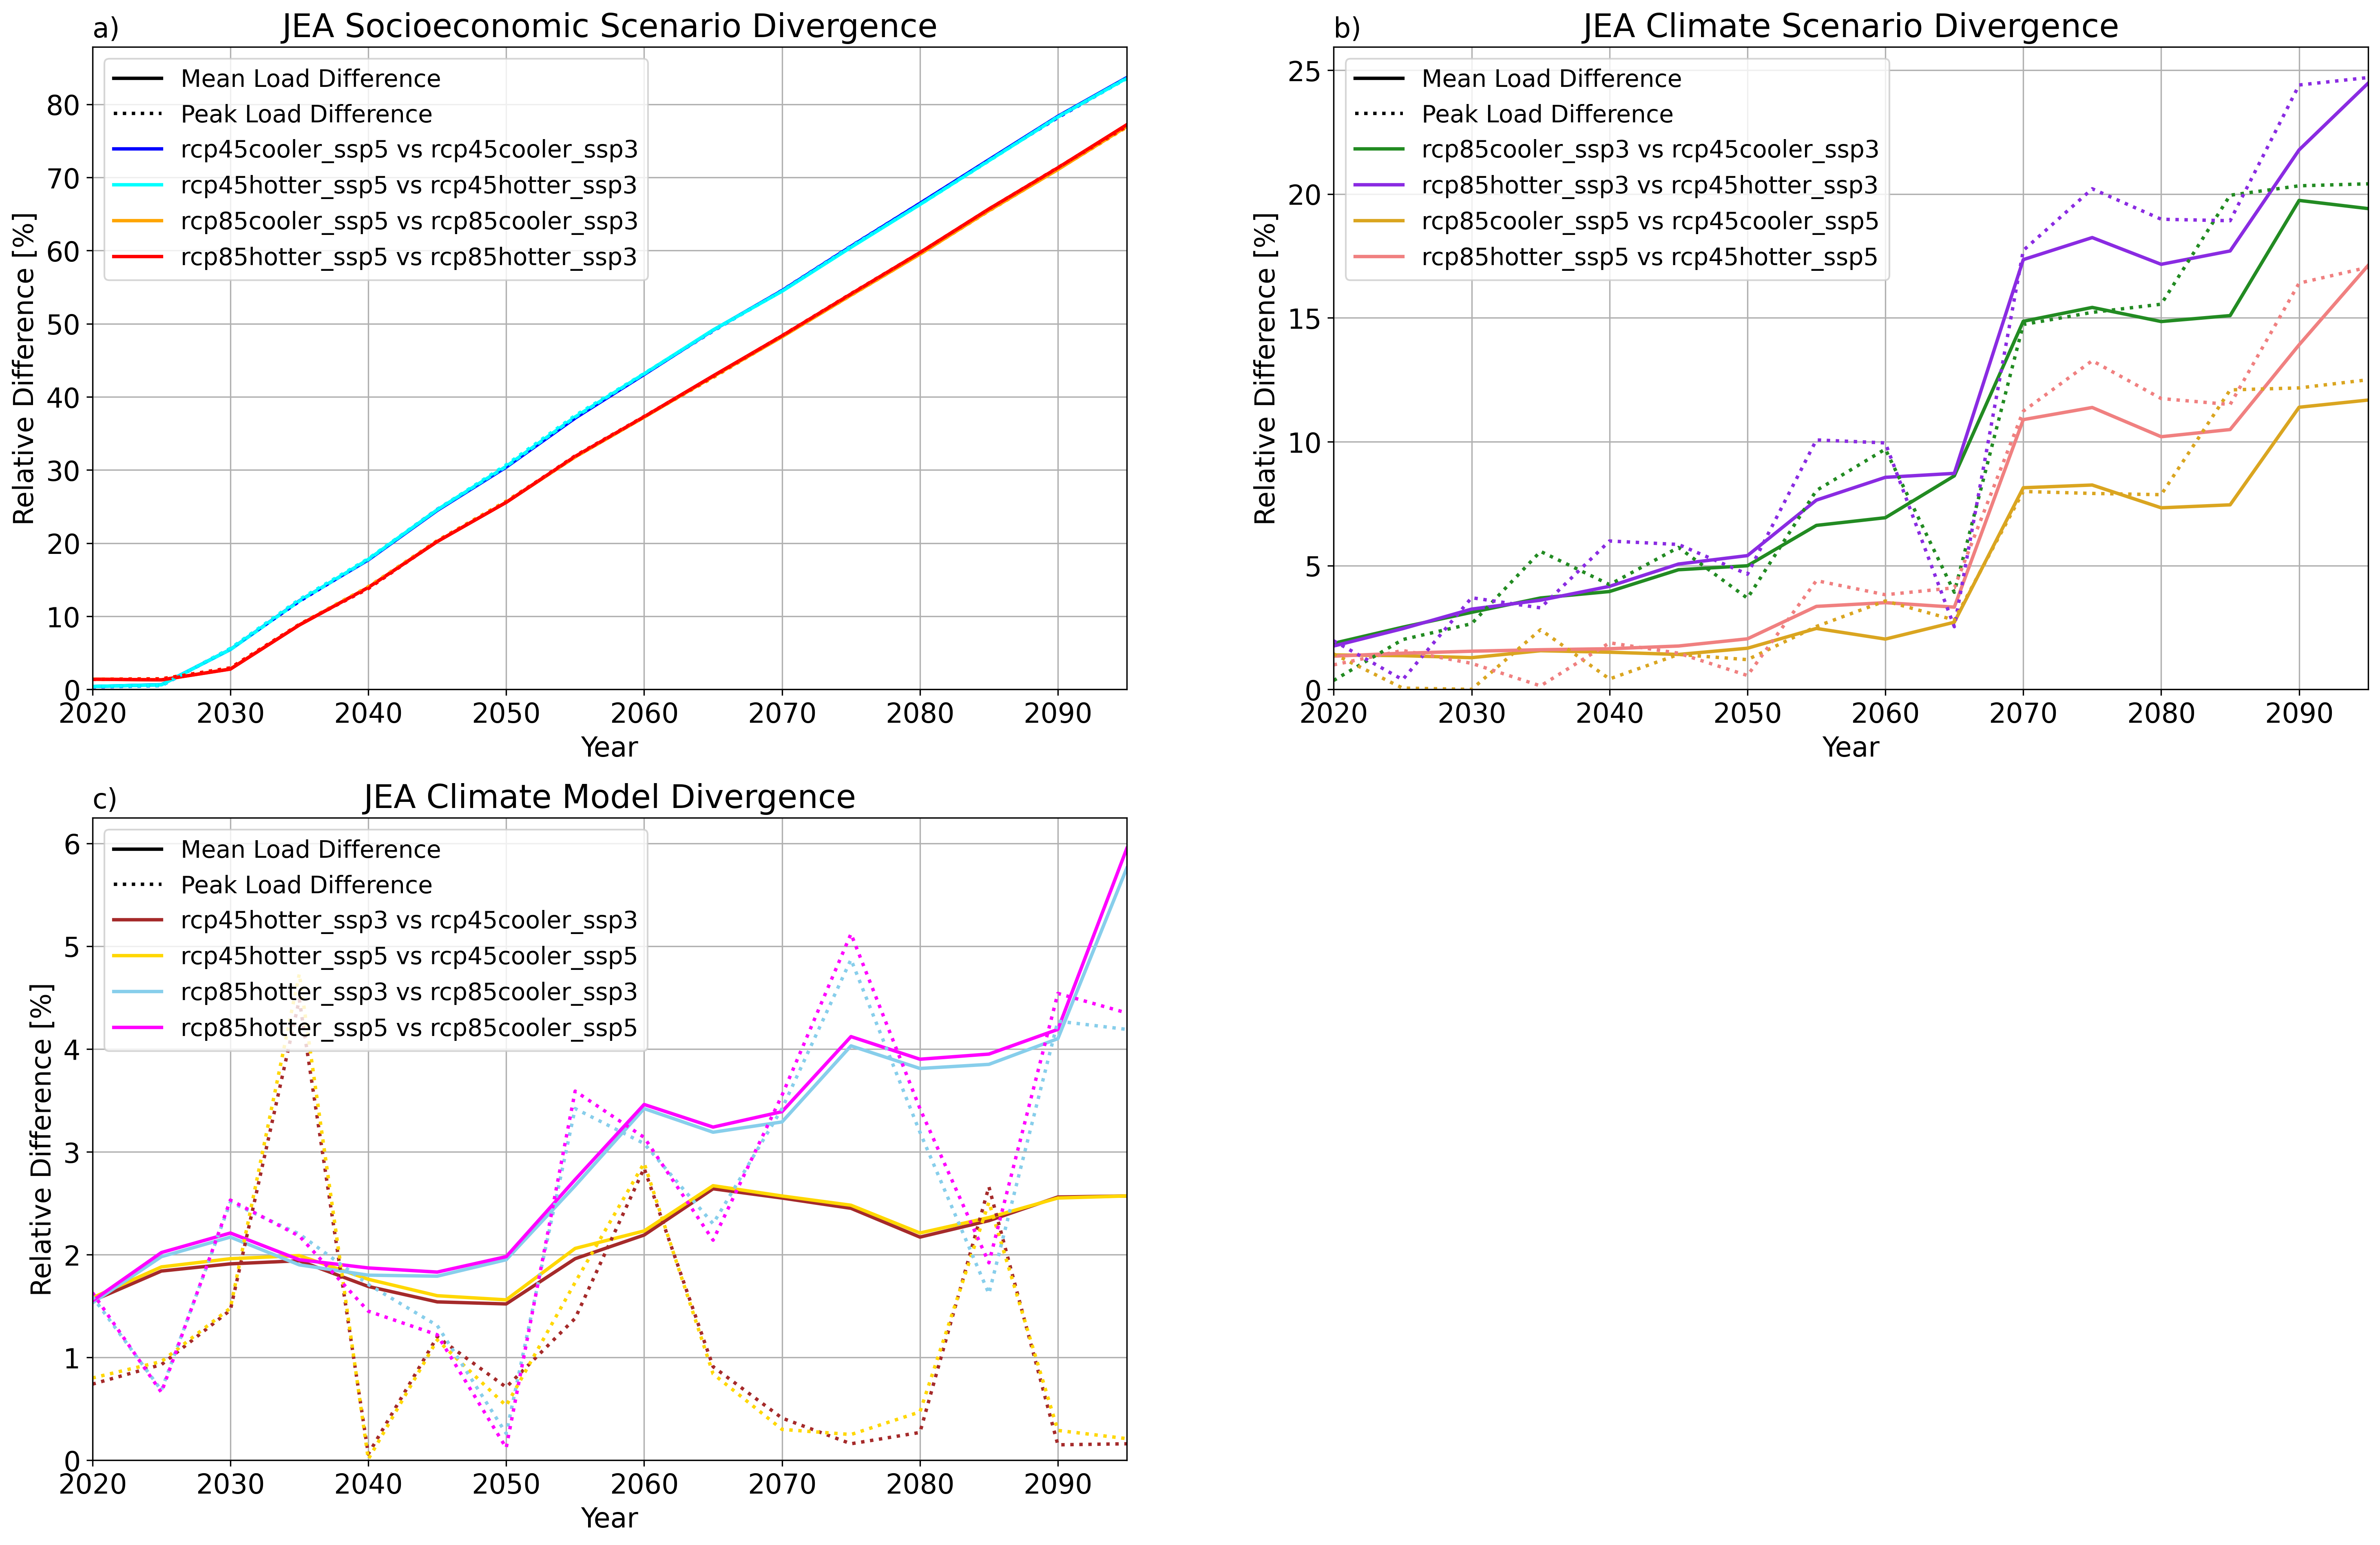 a)
JEA Socioeconomic Scenario Divergence
Mean Load Difference
Peak Load Difference
rcp45cooler_ssp5 vs rcp45cooler_ssp3
rcp45hotter_ssp5 vs rcp45hotter_ssp3
rcp85cooler_ssp5 vs rcp85cooler_ssp3
rcp85hotter_ssp5 vs rcp85hotter_ssp3
Relative Difference [%]
80
70
60
50
40
30
20
10
0
2020 2030 2040 2050 2060 2070 2080 2090
Year
b)
JEA Climate Scenario Divergence
Mean Load Difference
Peak Load Difference
rcp85cooler_ssp3 vs rcp45cooler_ssp3
rcp85hotter_ssp3 vs rcp45hotter_ssp3
rcp85cooler_ssp5 vs rcp45cooler_ssp5
rcp85hotter_ssp5 vs rcp45hotter_ssp5
Relative Difference [%]
25
20
15
10
5
0
2020 2030 2040 2050 2060 2070 2080 2090
Year
c)
JEA Climate Model Divergence
Mean Load Difference
Peak Load Difference
rcp45hotter_ssp3 vs rcp45cooler_ssp3
rcp45hotter_ssp5 vs rcp45cooler_ssp5
rcp85hotter_ssp3 vs rcp85cooler_ssp3
rcp85hotter_ssp5 vs rcp85cooler_ssp5
Relative Difference [%]
6
5
4
3
2
1
0
2020 2030 2040 2050 2060 2070 2080 2090
Year